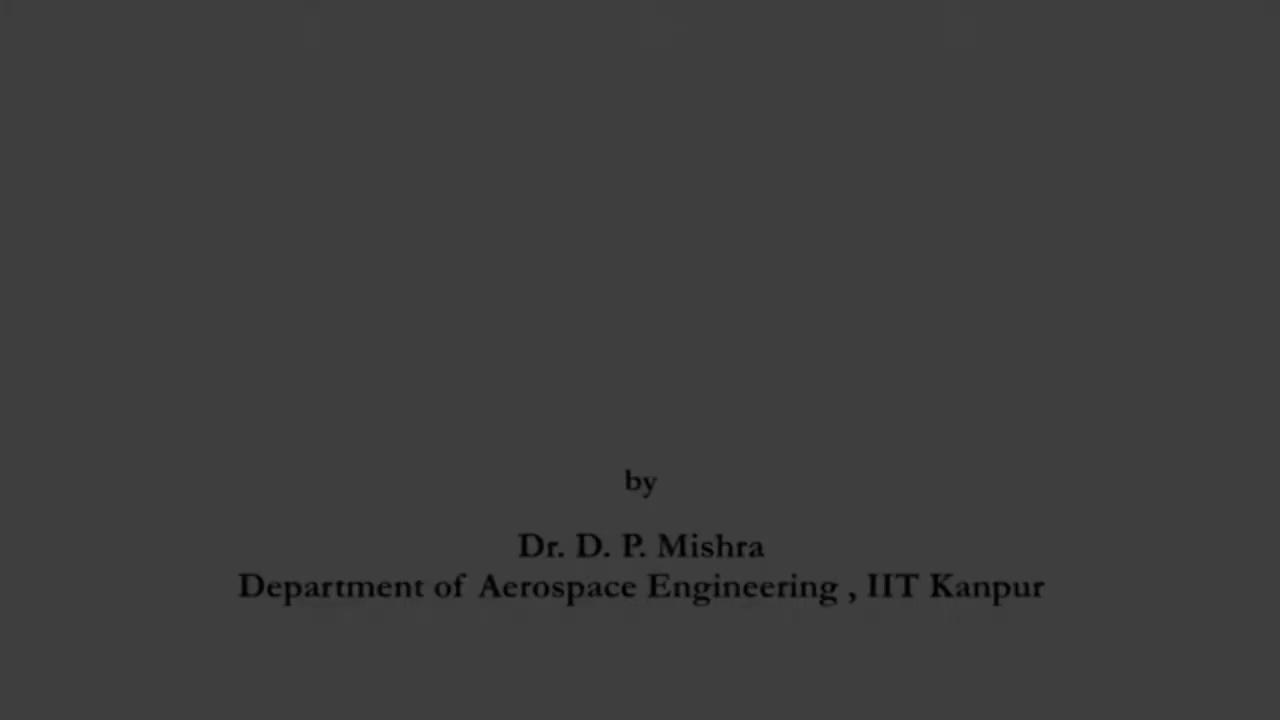 by
Dr. D. P. Mishra
Department of Aerospace Engineering , IIT Kanpur